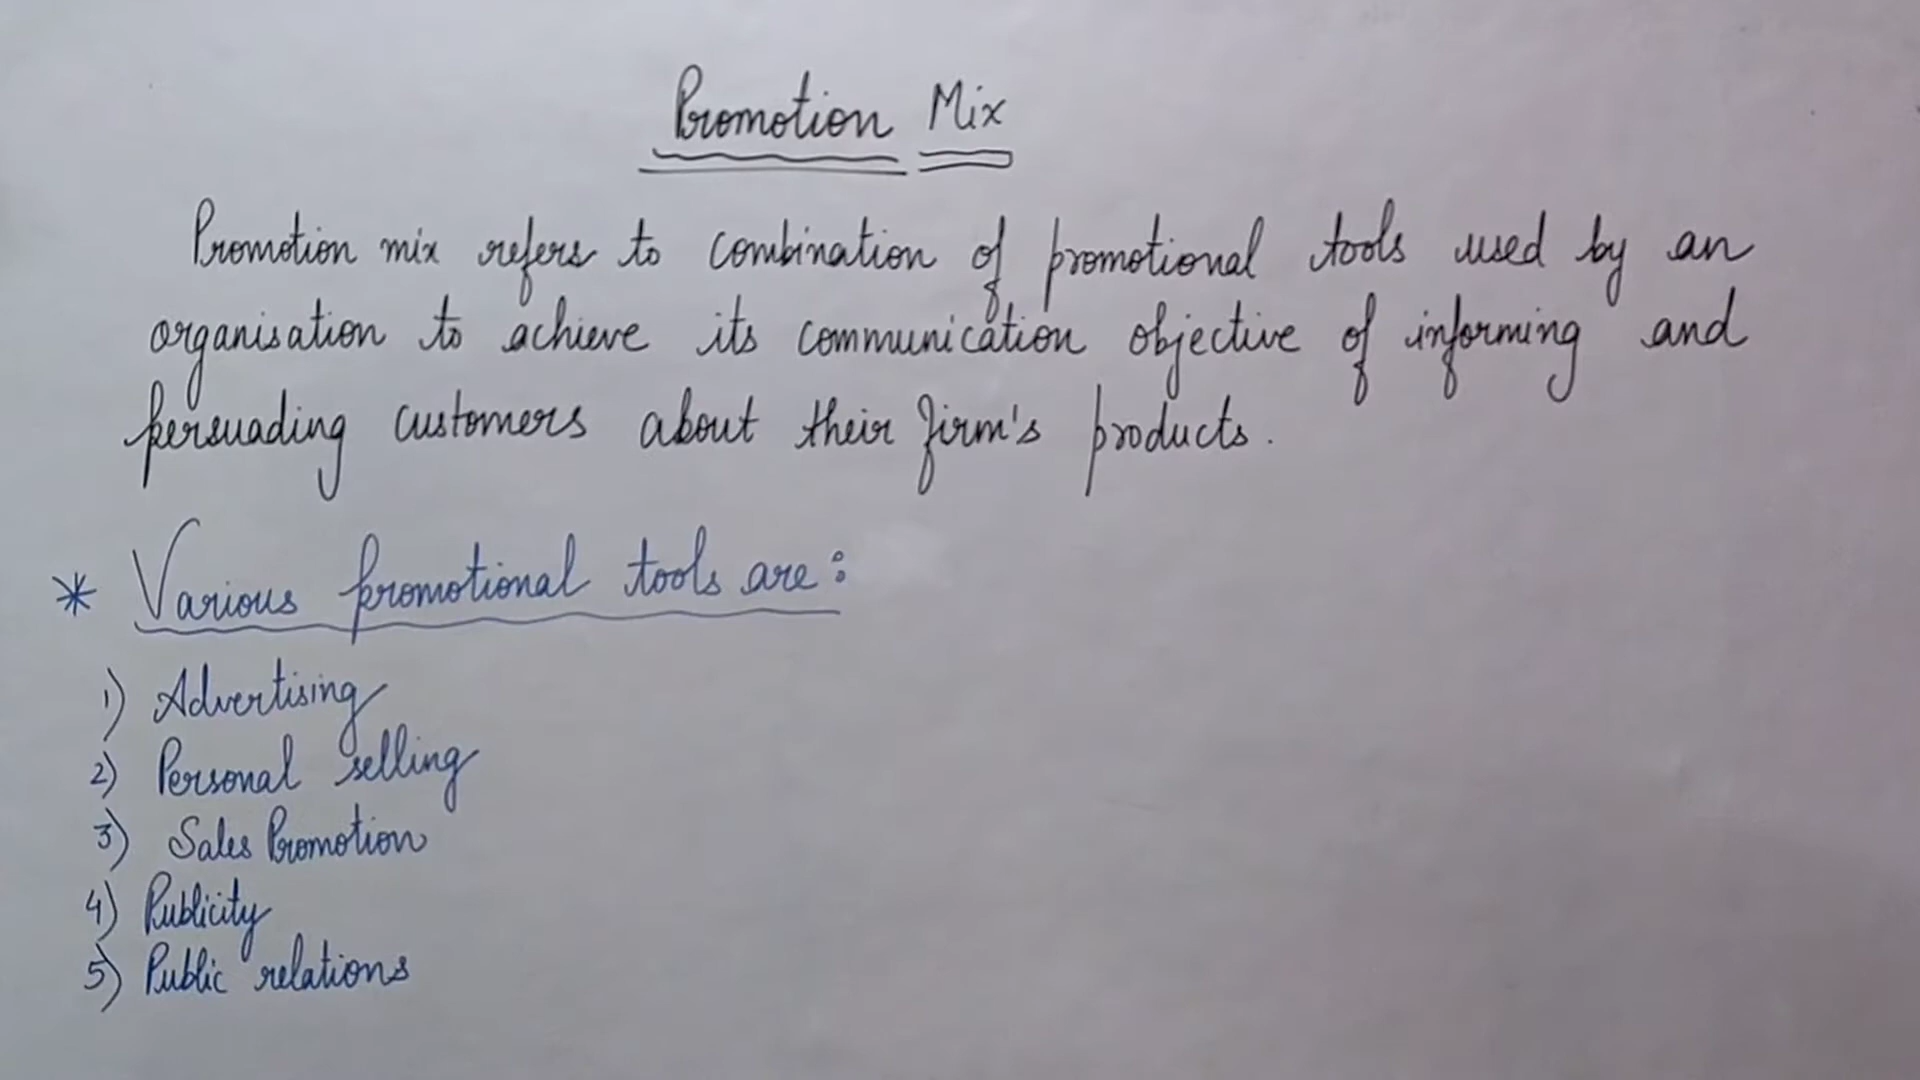 Promotion Mix
Promotion mix refers to combination of promotional tools used by an
organisation to achieve its communication objective of informing and
persuading customers about their firm's products.
* Various promotional tools are:
1) Advertising
2) Personal selling
3) Sales Promotion
4) Publicity
5) Public relations